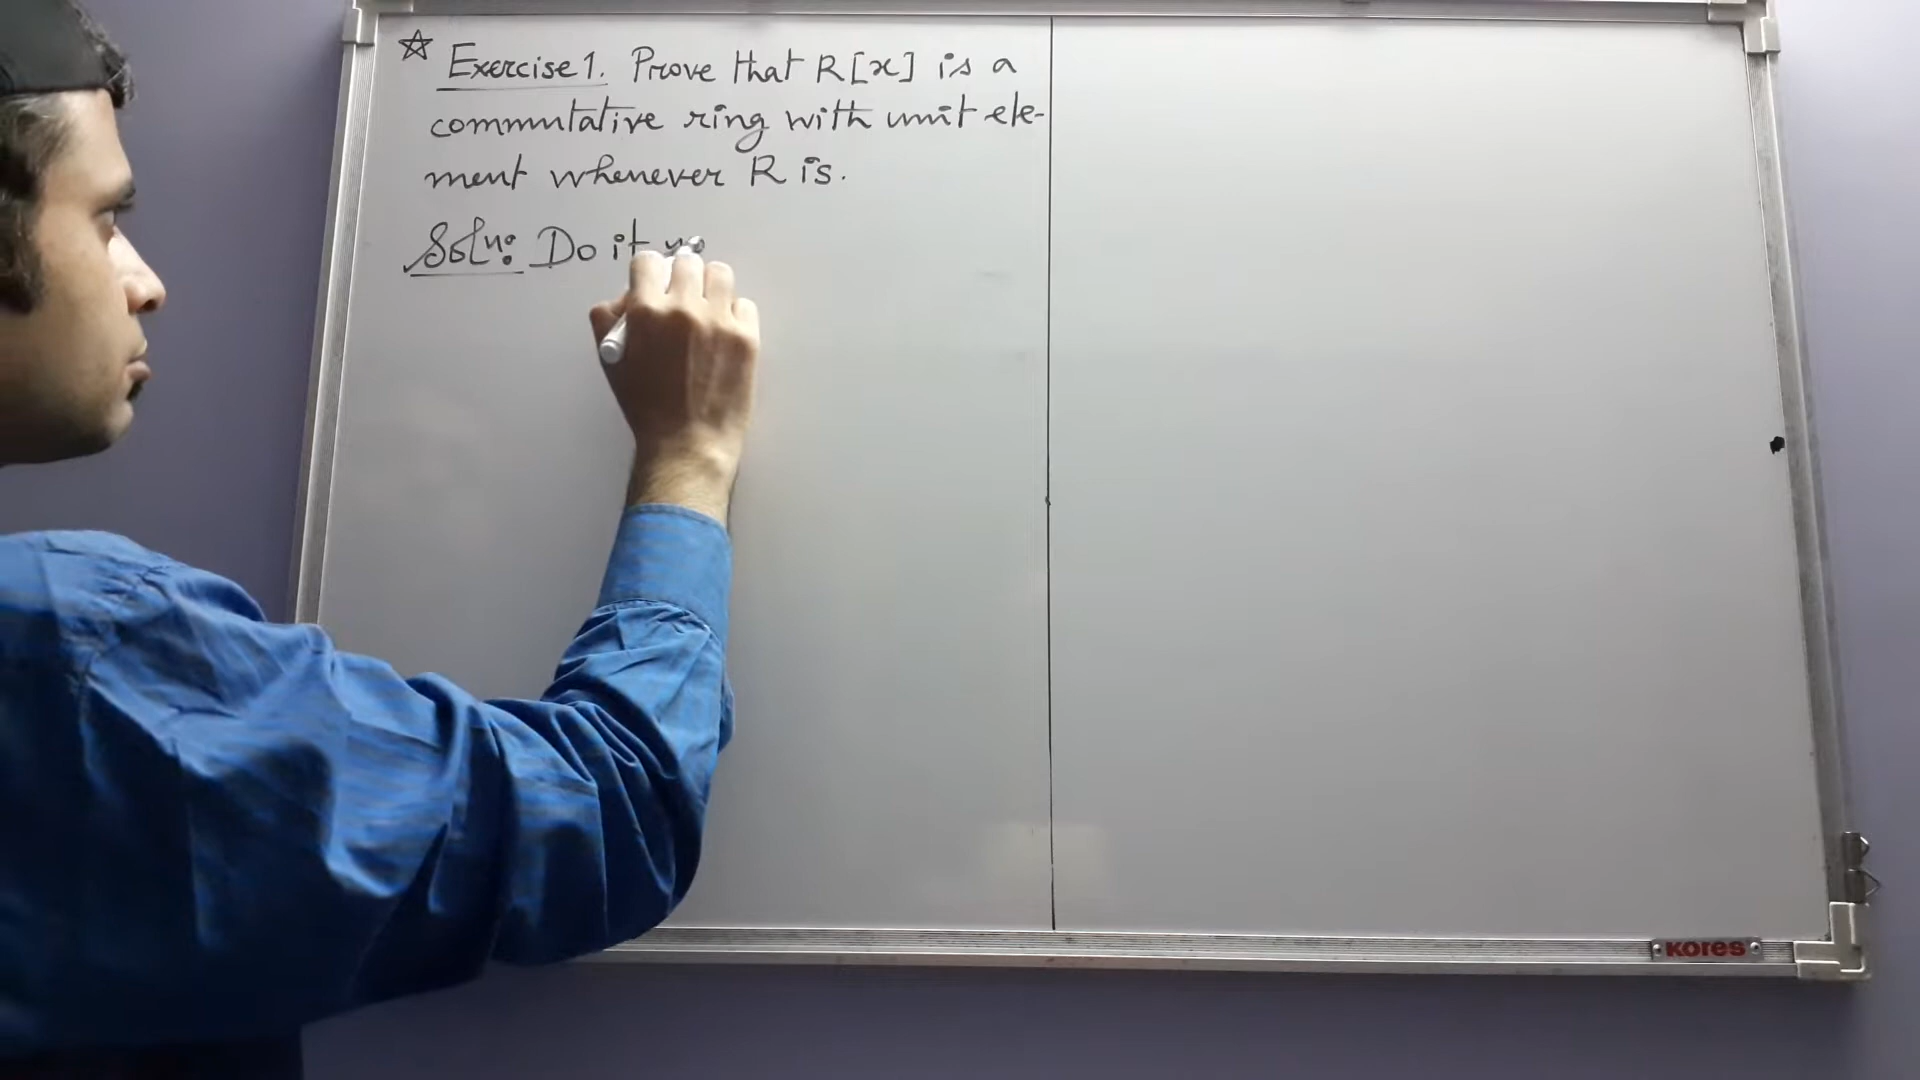 ☆ Exercise 1. Prove that R[x] is a
commutative ring with unit ele-
ment whenever R is.
Soln: Do it
KORES